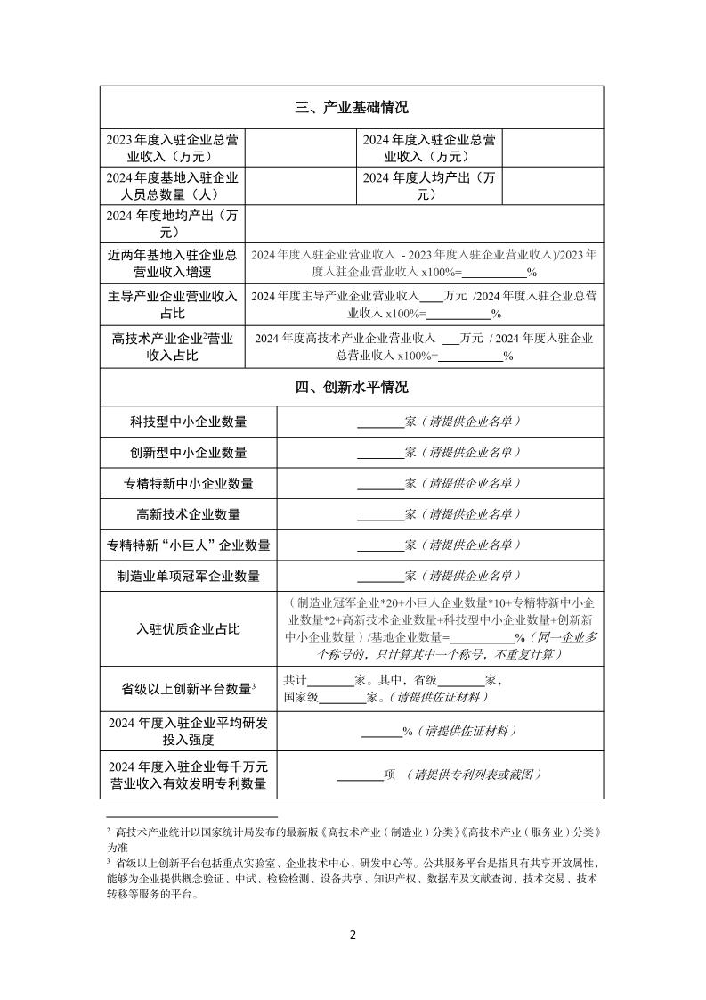 三、产业基础情况
2023 年度入驻企业总营
业收入（万元）
2024 年度入驻企业总营
业收入（万元）
2024 年度基地入驻企业
人员总数量（人）
2024 年度人均产出（万
元）
2024 年度地均产出（万
元）
近两年基地入驻企业总
营业收入增速
2024 年度入驻企业营业收入 - 2023 年度入驻企业营业收入)/2023 年
度入驻企业营业收入 x100%=___________%
主导产业企业营业收入
占比
2024 年度主导产业企业营业收入____万元 /2024 年度入驻企业总营
业收入 x100%=___________%
高技术产业企业2营业
收入占比
2024 年度高技术产业企业营业收入 ___万元 / 2024 年度入驻企业
总营业收入 x100%=___________%
四、创新水平情况
科技型中小企业数量
________家（请提供企业名单）
创新型中小企业数量
________家（请提供企业名单）
专精特新中小企业数量
________家（请提供企业名单）
高新技术企业数量
________家（请提供企业名单）
专精特新“小巨人”企业数量
________家（请提供企业名单）
制造业单项冠军企业数量
________家（请提供企业名单）
入驻优质企业占比
（制造业冠军企业*20+小巨人企业数量*10+专精特新中小企
业数量*2+高新技术企业数量+科技型中小企业数量+创新新
中小企业数量）/基地企业数量=___________%（同一企业多
个称号的，只计算其中一个称号，不重复计算）
省级以上创新平台数量3
共计________家。其中，省级________家，
国家级________家。（请提供佐证材料）
2024 年度入驻企业平均研发
投入强度
_______%（请提供佐证材料）
2024 年度入驻企业每千万元
营业收入有效发明专利数量
________项 （请提供专利列表或截图）
2 高技术产业统计以国家统计局发布的最新版《高技术产业（制造业）分类》《高技术产业（服务业）分类》
为准
3 省级以上创新平台包括重点实验室、企业技术中心、研发中心等。公共服务平台是指具有共享开放属性，
能够为企业提供概念验证、中试、检验检测、设备共享、知识产权、数据库及文献查询、技术交易、技术
转移等服务的平台。
2